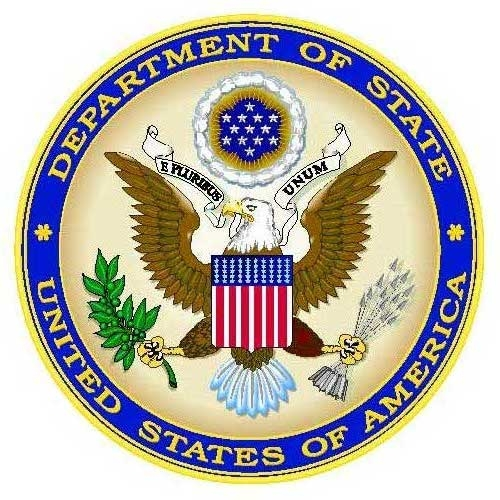 DEPARTMENT OF STATE
E PLURIBUS UNUM
UNITED STATES OF AMERICA